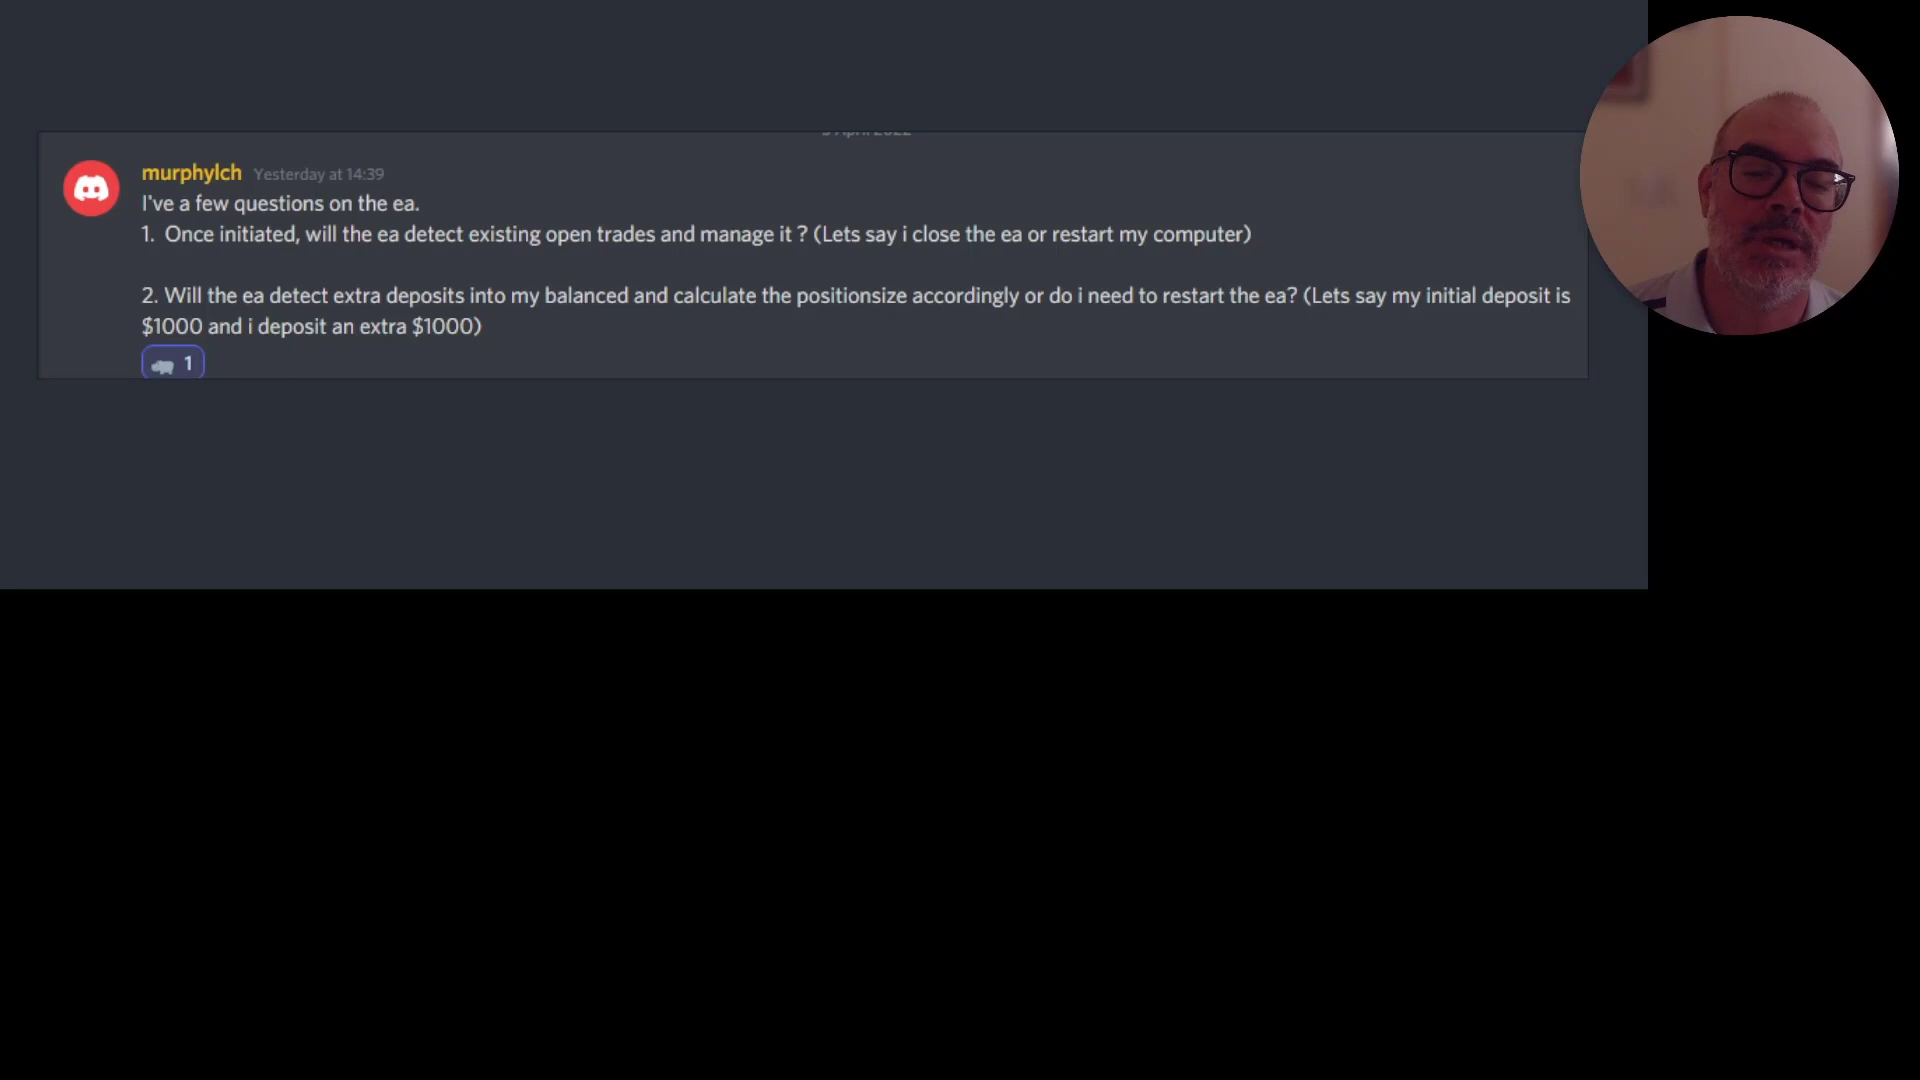 murphylch Yesterday at 14:39
I've a few questions on the ea.
1. Once initiated, will the ea detect existing open trades and manage it ? (Lets say i close the ea or restart my computer)
2. Will the ea detect extra deposits into my balanced and calculate the positionsize accordingly or do i need to restart the ea? (Lets say my initial deposit is
$1000 and i deposit an extra $1000)
1